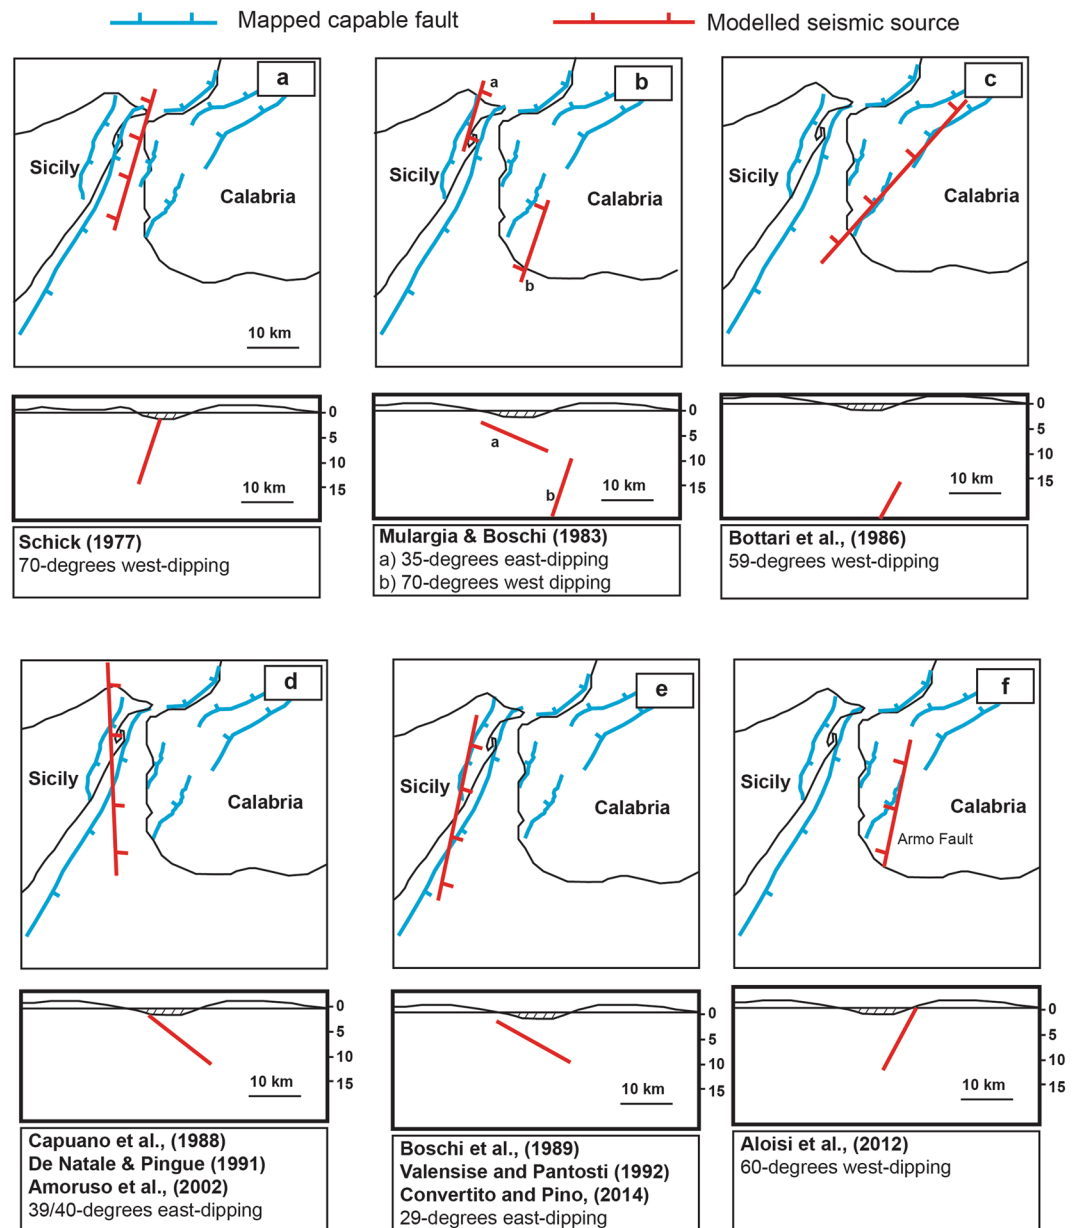 Mapped capable fault
Modelled seismic source
a
Sicily
Calabria
10 km
b
a
Sicily
Calabria
b
10 km
c
Sicily
Calabria
10 km
0
5
10
15
10 km
a
b
0
5
10
15
10 km
0
5
10
15
10 km
Schick (1977)
70-degrees west-dipping
Mulargia & Boschi (1983)
a) 35-degrees east-dipping
b) 70-degrees west dipping
Bottari et al., (1986)
59-degrees west-dipping
d
Sicily
Calabria
e
Sicily
Calabria
f
Sicily
Calabria
Armo Fault
0
5
10
15
10 km
0
5
10
15
10 km
0
5
10
15
10 km
Capuano et al., (1988)
De Natale & Pingue (1991)
Amoruso et al., (2002)
39/40-degrees east-dipping
Boschi et al., (1989)
Valensise and Pantosti (1992)
Convertito and Pino, (2014)
29-degrees east-dipping
Aloisi et al., (2012)
60-degrees west-dipping